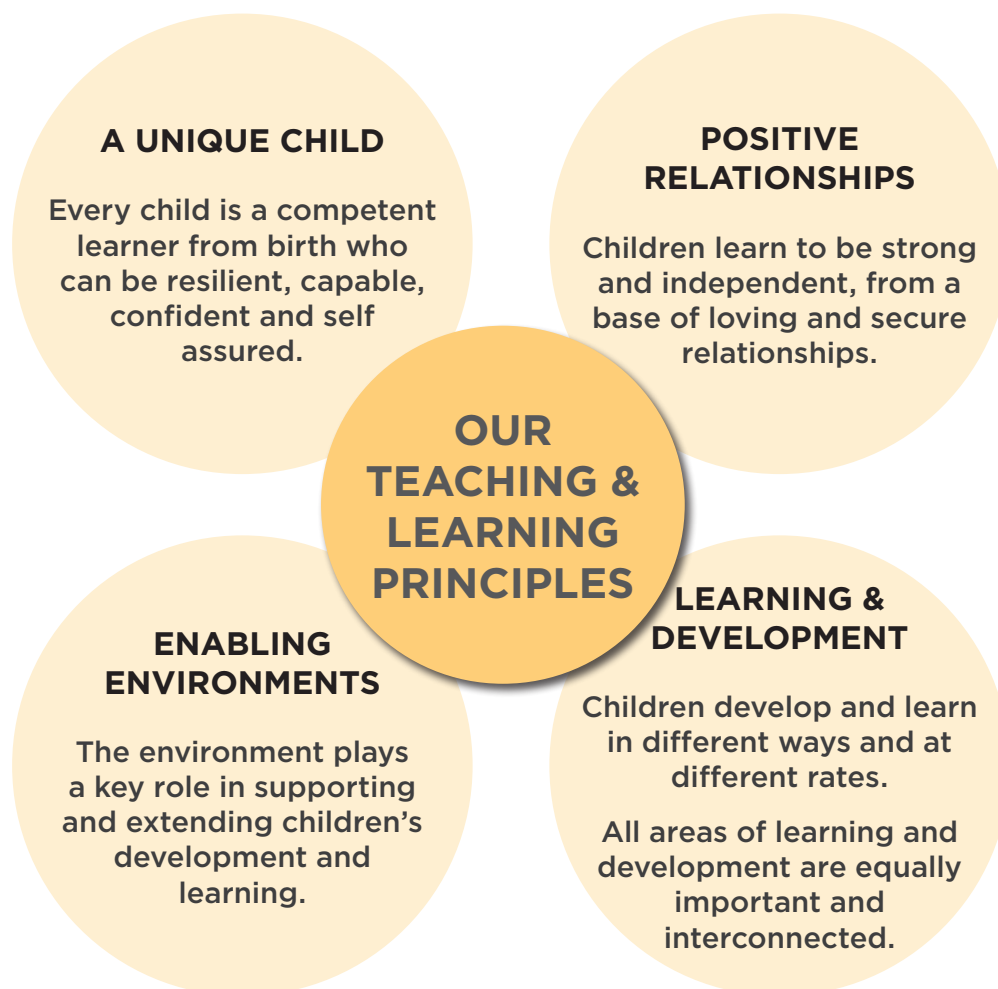 A UNIQUE CHILD
Every child is a competent
learner from birth who
can be resilient, capable,
confident and self
assured.
POSITIVE
RELATIONSHIPS
Children learn to be strong
and independent, from a
base of loving and secure
relationships.
OUR
TEACHING &
LEARNING
PRINCIPLES
ENABLING
ENVIRONMENTS
The environment plays
a key role in supporting
and extending children’s
development and
learning.
LEARNING &
DEVELOPMENT
Children develop and learn
in different ways and at
different rates.
All areas of learning and
development are equally
important and
interconnected.